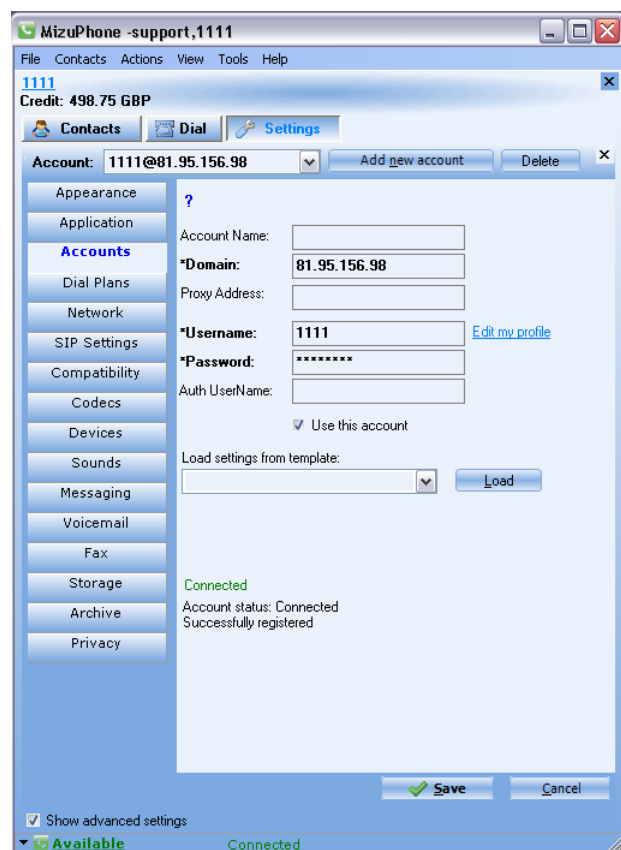 MizuPhone -support,1111
File Contacts Actions View Tools Help
1111
Credit: 498.75 GBP
Contacts Dial Settings
Account: 1111@81.95.156.98 Add new account Delete
Appearance
Application
Accounts
Dial Plans
Network
SIP Settings
Compatibility
Codecs
Devices
Sounds
Messaging
Voicemail
Fax
Storage
Archive
Privacy
?
Account Name:
*Domain: 81.95.156.98
Proxy Address:
*Username: 1111 Edit my profile
*Password: ********
Auth UserName:
Use this account
Load settings from template:
Load
Connected
Account status: Connected
Successfully registered
Save Cancel
Show advanced settings
Available Connected